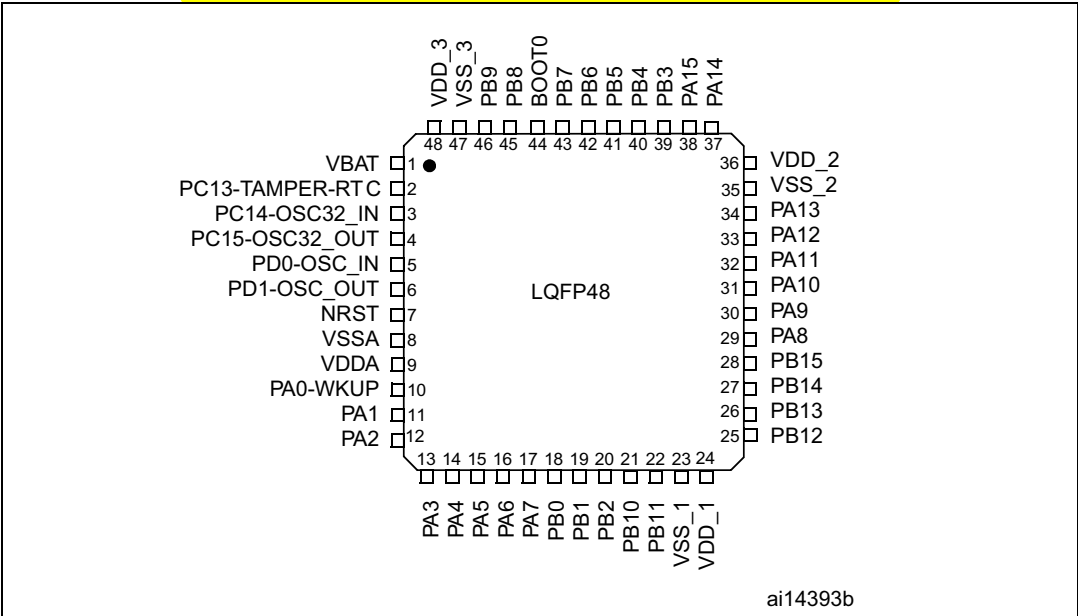 VDD_3
VSS_3
PB9
PB8
BOOT0
PB7
PB6
PB5
PB4
PB3
PA15
PA14
48 47 46 45 44 43 42 41 40 39 38 37
VBAT 1
PC13-TAMPER-RTC 2
PC14-OSC32_IN 3
PC15-OSC32_OUT 4
PD0-OSC_IN 5
PD1-OSC_OUT 6
NRST 7
VSSA 8
VDDA 9
PA0-WKUP 10
PA1 11
PA2 12
LQFP48
36 VDD_2
35 VSS_2
34 PA13
33 PA12
32 PA11
31 PA10
30 PA9
29 PA8
28 PB15
27 PB14
26 PB13
25 PB12
13 14 15 16 17 18 19 20 21 22 23 24
PA3
PA4
PA5
PA6
PA7
PB0
PB1
PB2
PB10
PB11
VSS_1
VDD_1
ai14393b